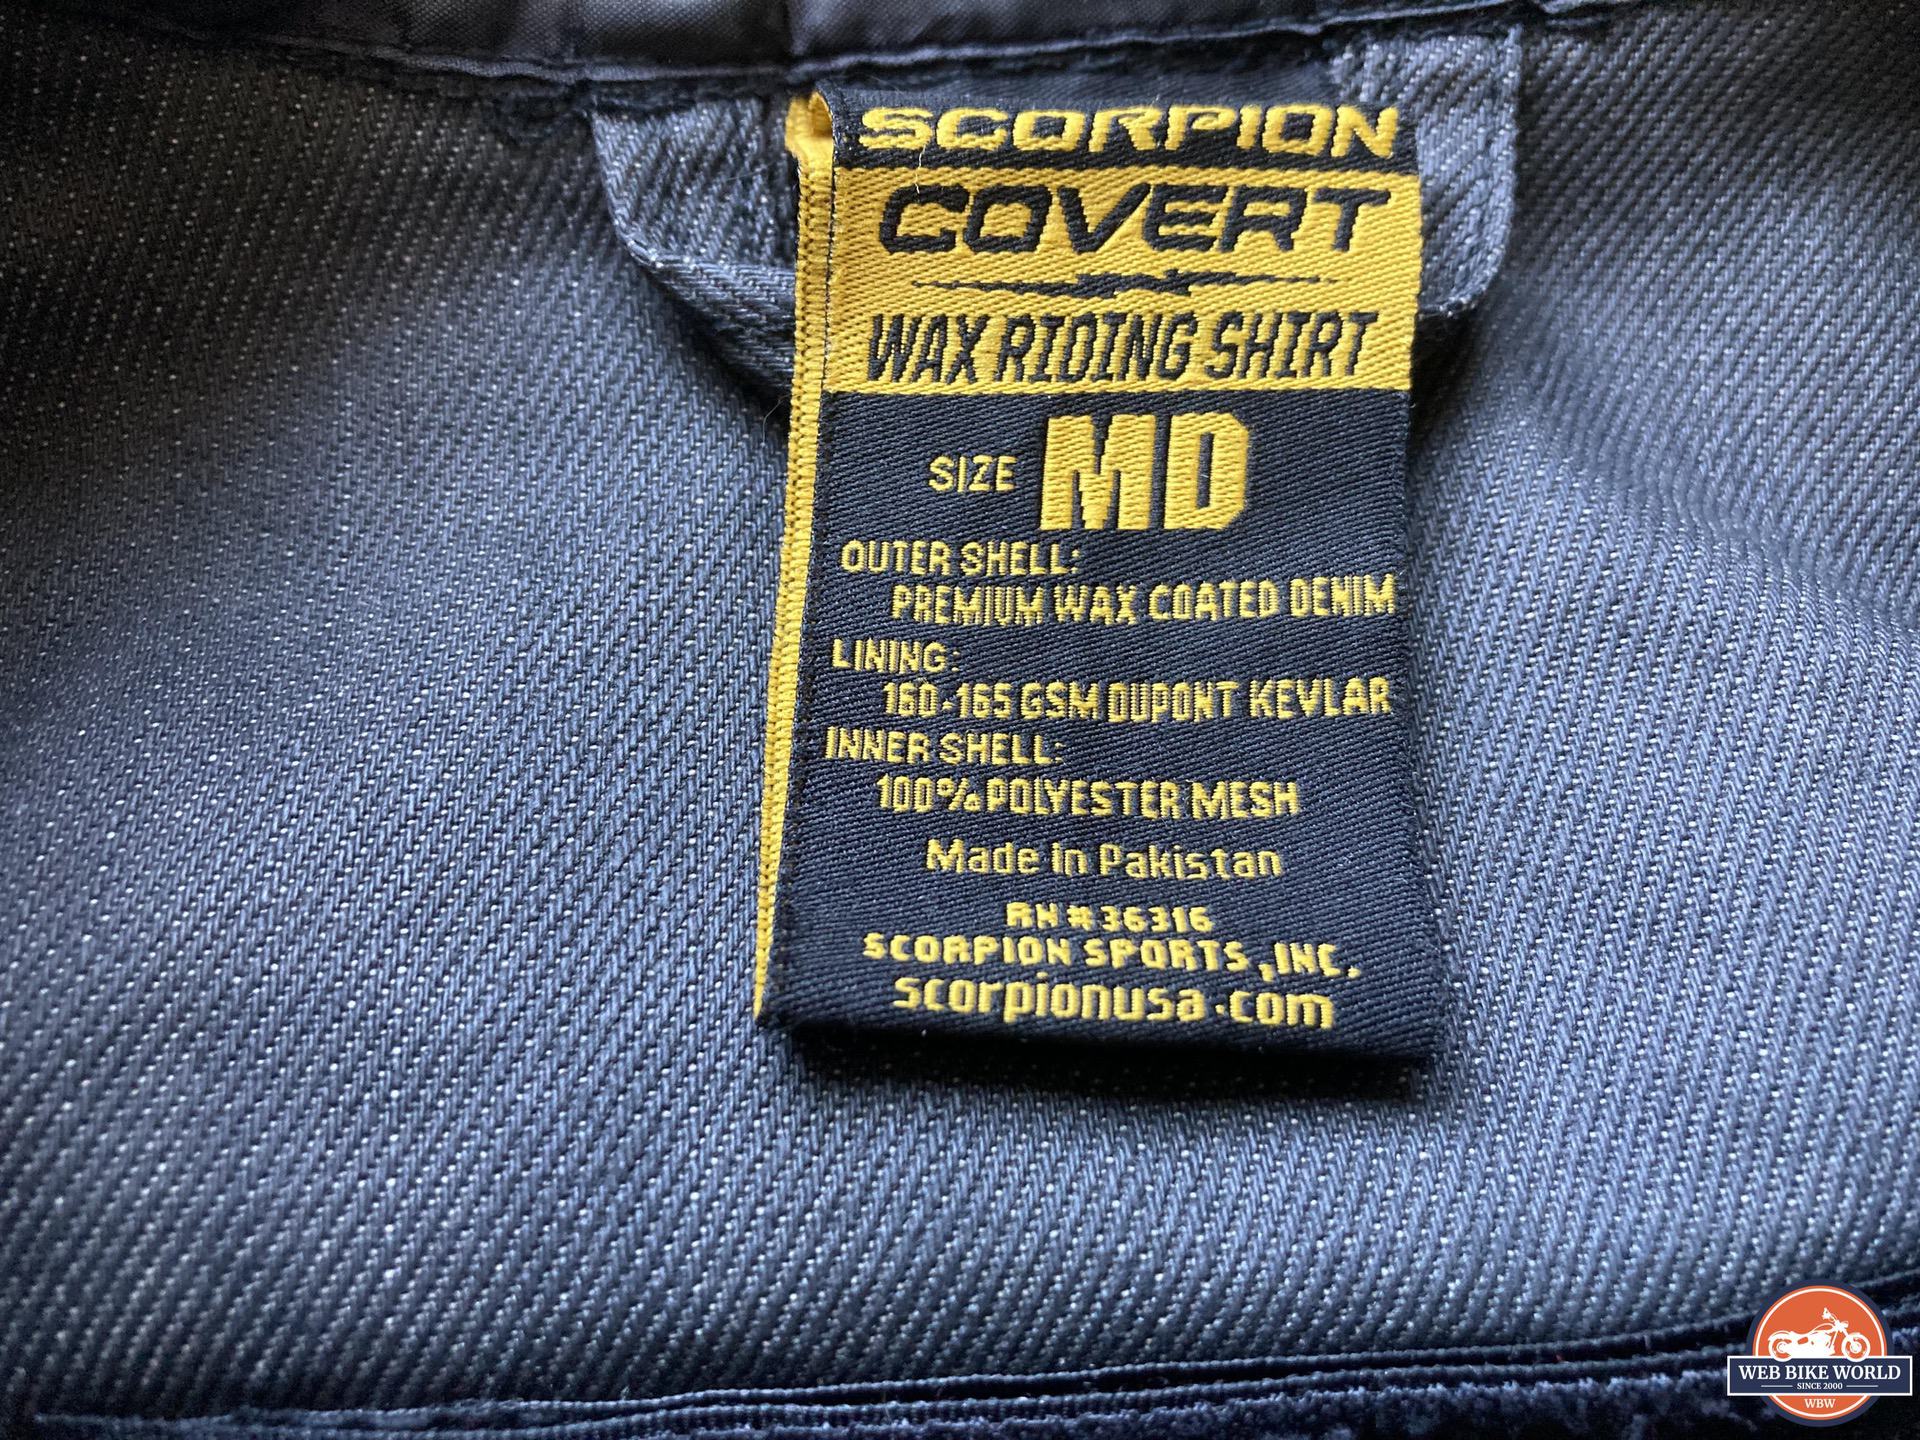 SCORPION
COVERT
WAX RIDING SHIRT
SIZE MD
OUTER SHELL:
PREMIUM WAX COATED DENIM
LINING:
160-165 GSM DUPONT KEVLAR
INNER SHELL:
100% POLYESTER MESH
Made in Pakistan
RN #36316
SCORPION SPORTS, INC.
scorpionusa.com
WEB BIKE WORLD
SINCE 2000
WBW